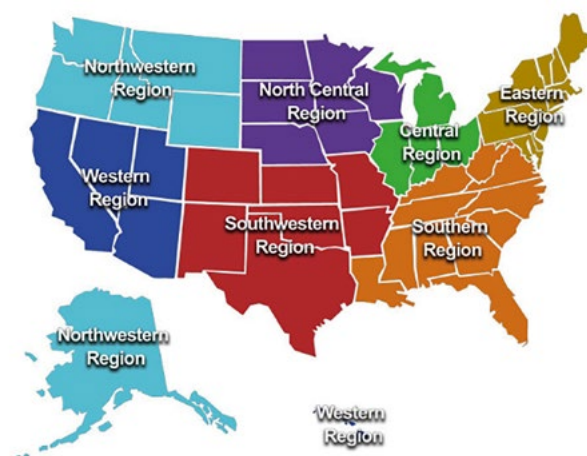 Northwestern
Region
North Central
Region
Eastern
Region
Central
Region
Western
Region
Southwestern
Region
Southern
Region
Northwestern
Region
Western
Region